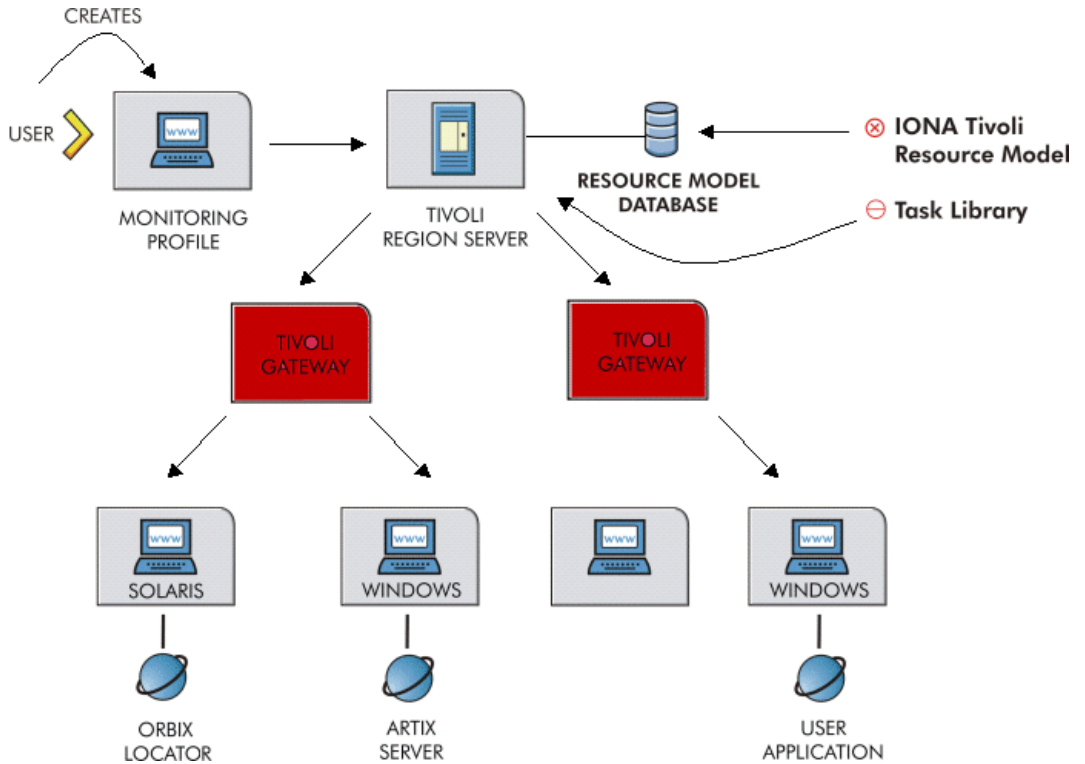 CREATES
USER
www
MONITORING
PROFILE
TIVOLI
REGION SERVER
RESOURCE MODEL
DATABASE
IONA Tivoli
Resource Model
Task Library
TIVOLI
GATEWAY
TIVOLI
GATEWAY
www
SOLARIS
www
WINDOWS
www
www
WINDOWS
ORBIX
LOCATOR
ARTIX
SERVER
USER
APPLICATION